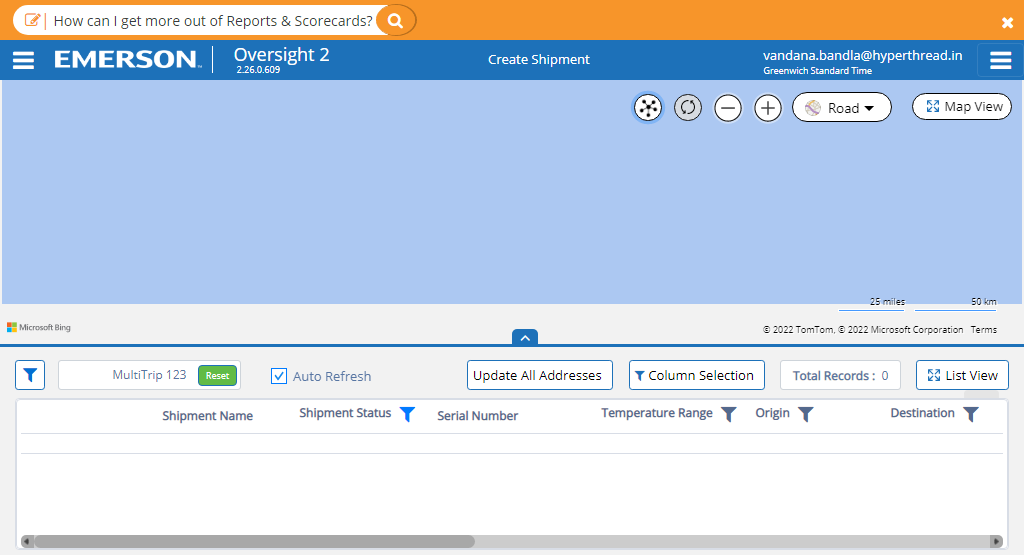 How can I get more out of Reports & Scorecards?
EMERSON™ Oversight 2
2.26.0.609
Create Shipment
vandana.bandla@hyperthread.in
Greenwich Standard Time
Road
Map View
25 miles 50 km
Microsoft Bing
© 2022 TomTom, © 2022 Microsoft Corporation Terms
MultiTrip 123 Reset
Auto Refresh
Update All Addresses
Column Selection
Total Records : 0
List View
Shipment Name Shipment Status Serial Number Temperature Range Origin Destination